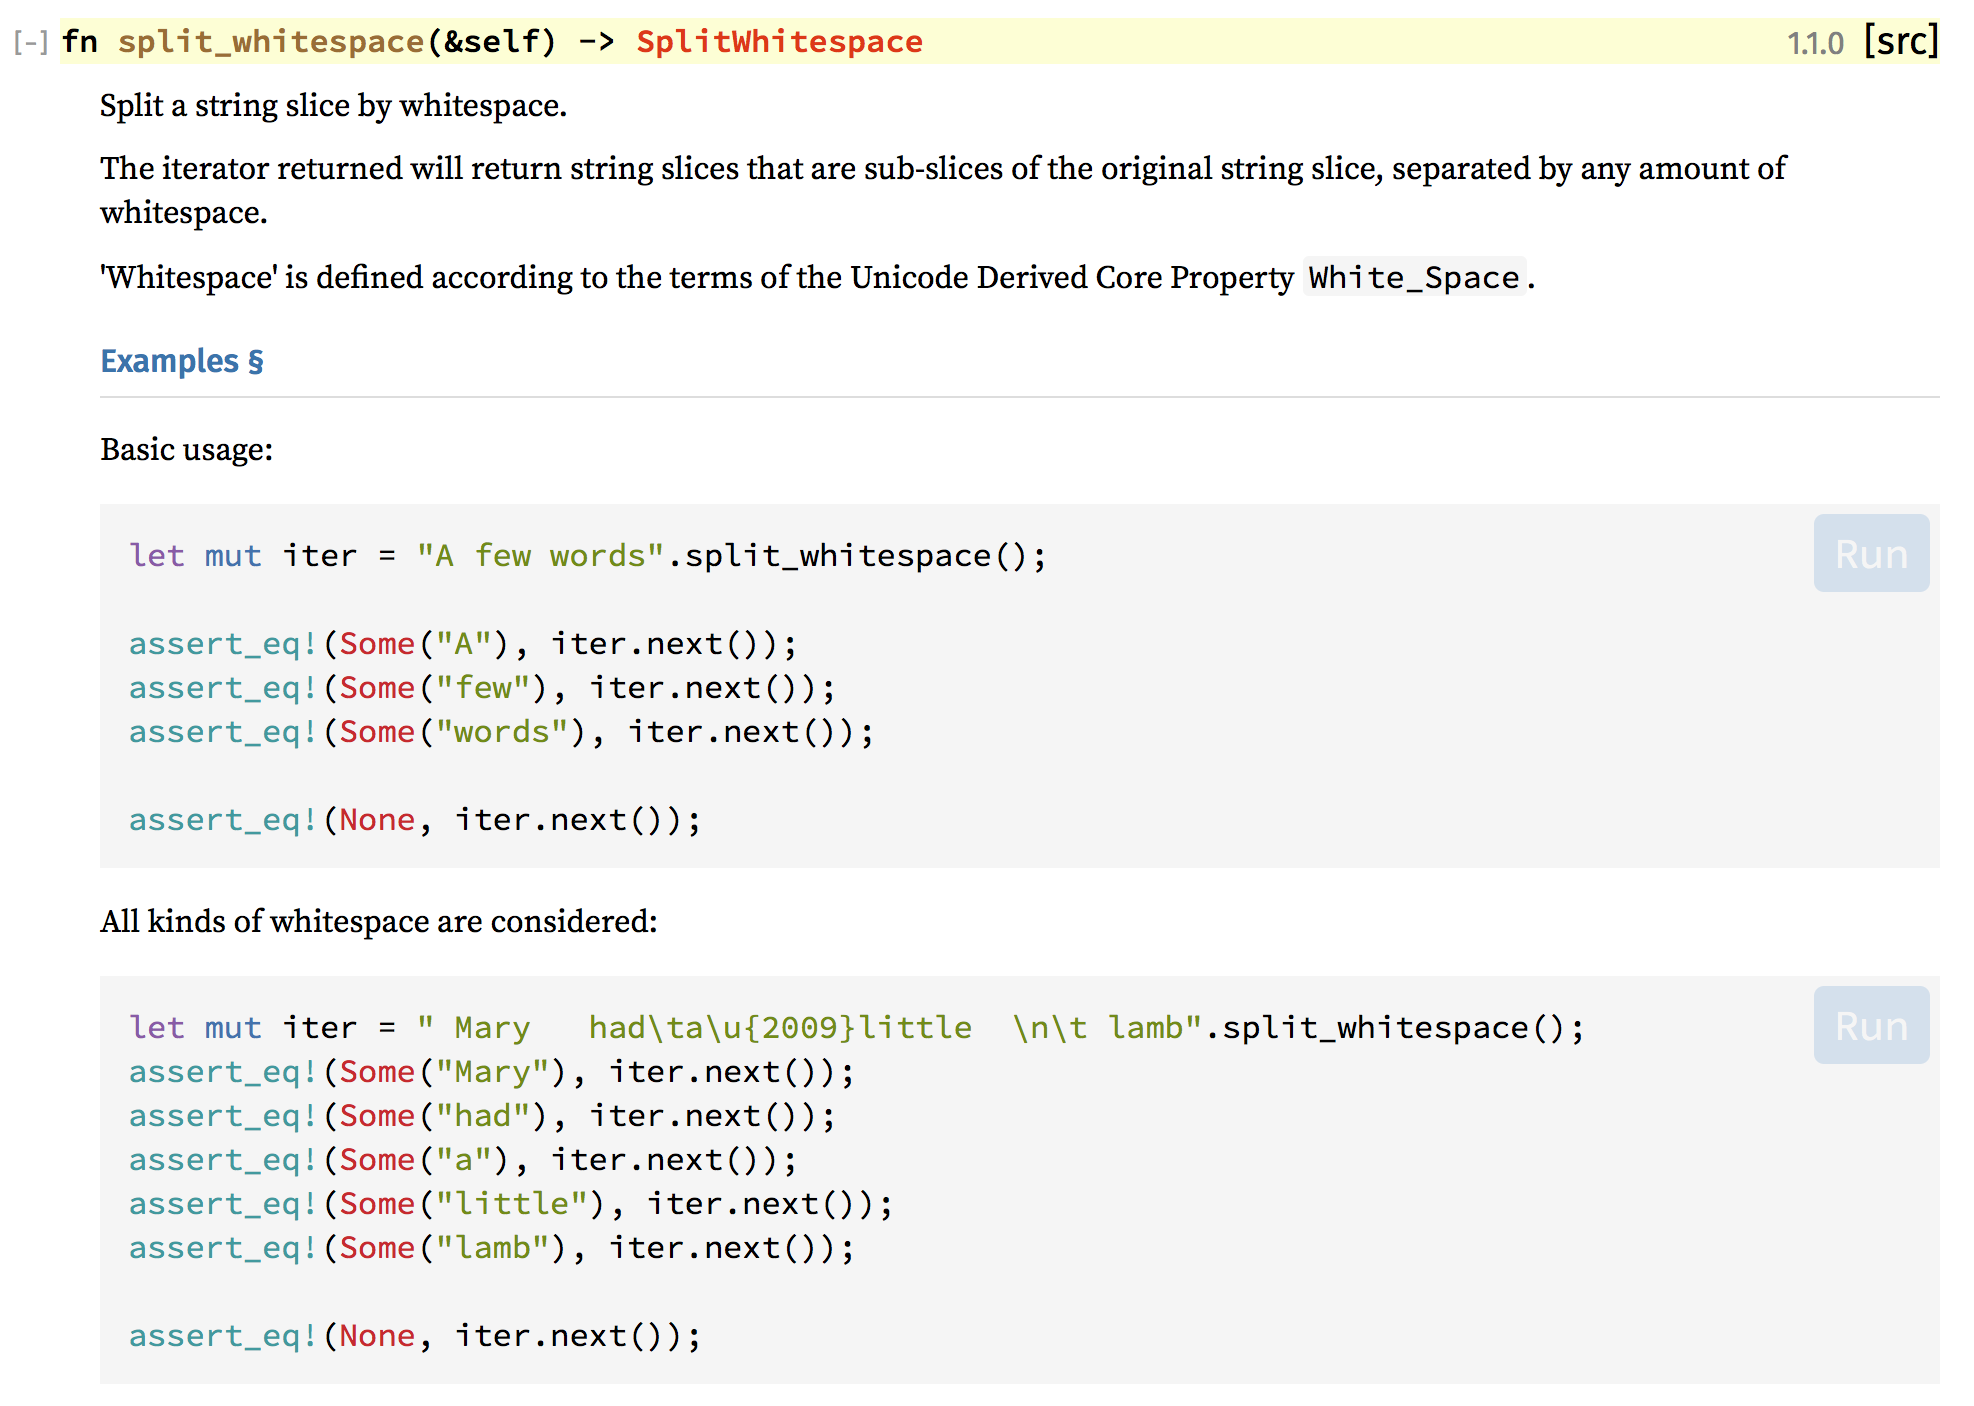 [-] fn split_whitespace(&self) -> SplitWhitespace 1.1.0 [src]
Split a string slice by whitespace.
The iterator returned will return string slices that are sub-slices of the original string slice, separated by any amount of
whitespace.
'Whitespace' is defined according to the terms of the Unicode Derived Core Property White_Space.
Examples §
Basic usage:
let mut iter = "A few words".split_whitespace(); Run
assert_eq!(Some("A"), iter.next());
assert_eq!(Some("few"), iter.next());
assert_eq!(Some("words"), iter.next());
assert_eq!(None, iter.next());
All kinds of whitespace are considered:
let mut iter = " Mary   had\ta\u{2009}little  \n\t lamb".split_whitespace(); Run
assert_eq!(Some("Mary"), iter.next());
assert_eq!(Some("had"), iter.next());
assert_eq!(Some("a"), iter.next());
assert_eq!(Some("little"), iter.next());
assert_eq!(Some("lamb"), iter.next());
assert_eq!(None, iter.next());